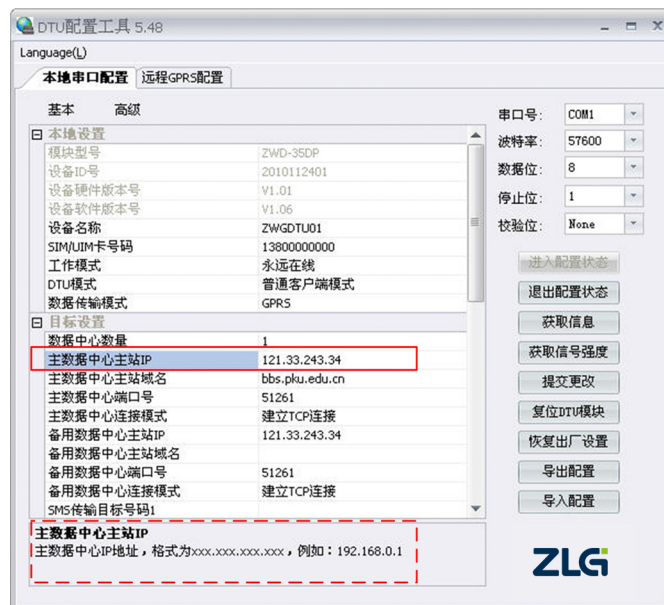 DTU配置工具 5.48
Language(L)
本地串口配置 远程GPRS配置
基本 高级
本地设置
模块型号 ZWD-35DP
设备ID号 2010112401
设备硬件版本号 V1.01
设备软件版本号 V1.06
设备名称 ZWGDTU01
SIM/UIM卡号码 13800000000
工作模式 永远在线
DTU模式 普通客户端模式
数据传输模式 GPRS
目标设置
数据中心数量 1
主数据中心主站IP 121.33.243.34
主数据中心主站域名 bbs.pku.edu.cn
主数据中心端口号 51261
主数据中心连接模式 建立TCP连接
备用数据中心主站IP 121.33.243.34
备用数据中心主站域名
备用数据中心端口号 51261
备用数据中心连接模式 建立TCP连接
SMS传输目标号码1
主数据中心主站IP
主数据中心IP地址，格式为xxx.xxx.xxx.xxx，例如：192.168.0.1
串口号: COM1
波特率: 57600
数据位: 8
停止位: 1
校验位: None
进入配置状态
退出配置状态
获取信息
获取信号强度
提交更改
复位DTU模块
恢复出厂设置
导出配置
导入配置
ZLG